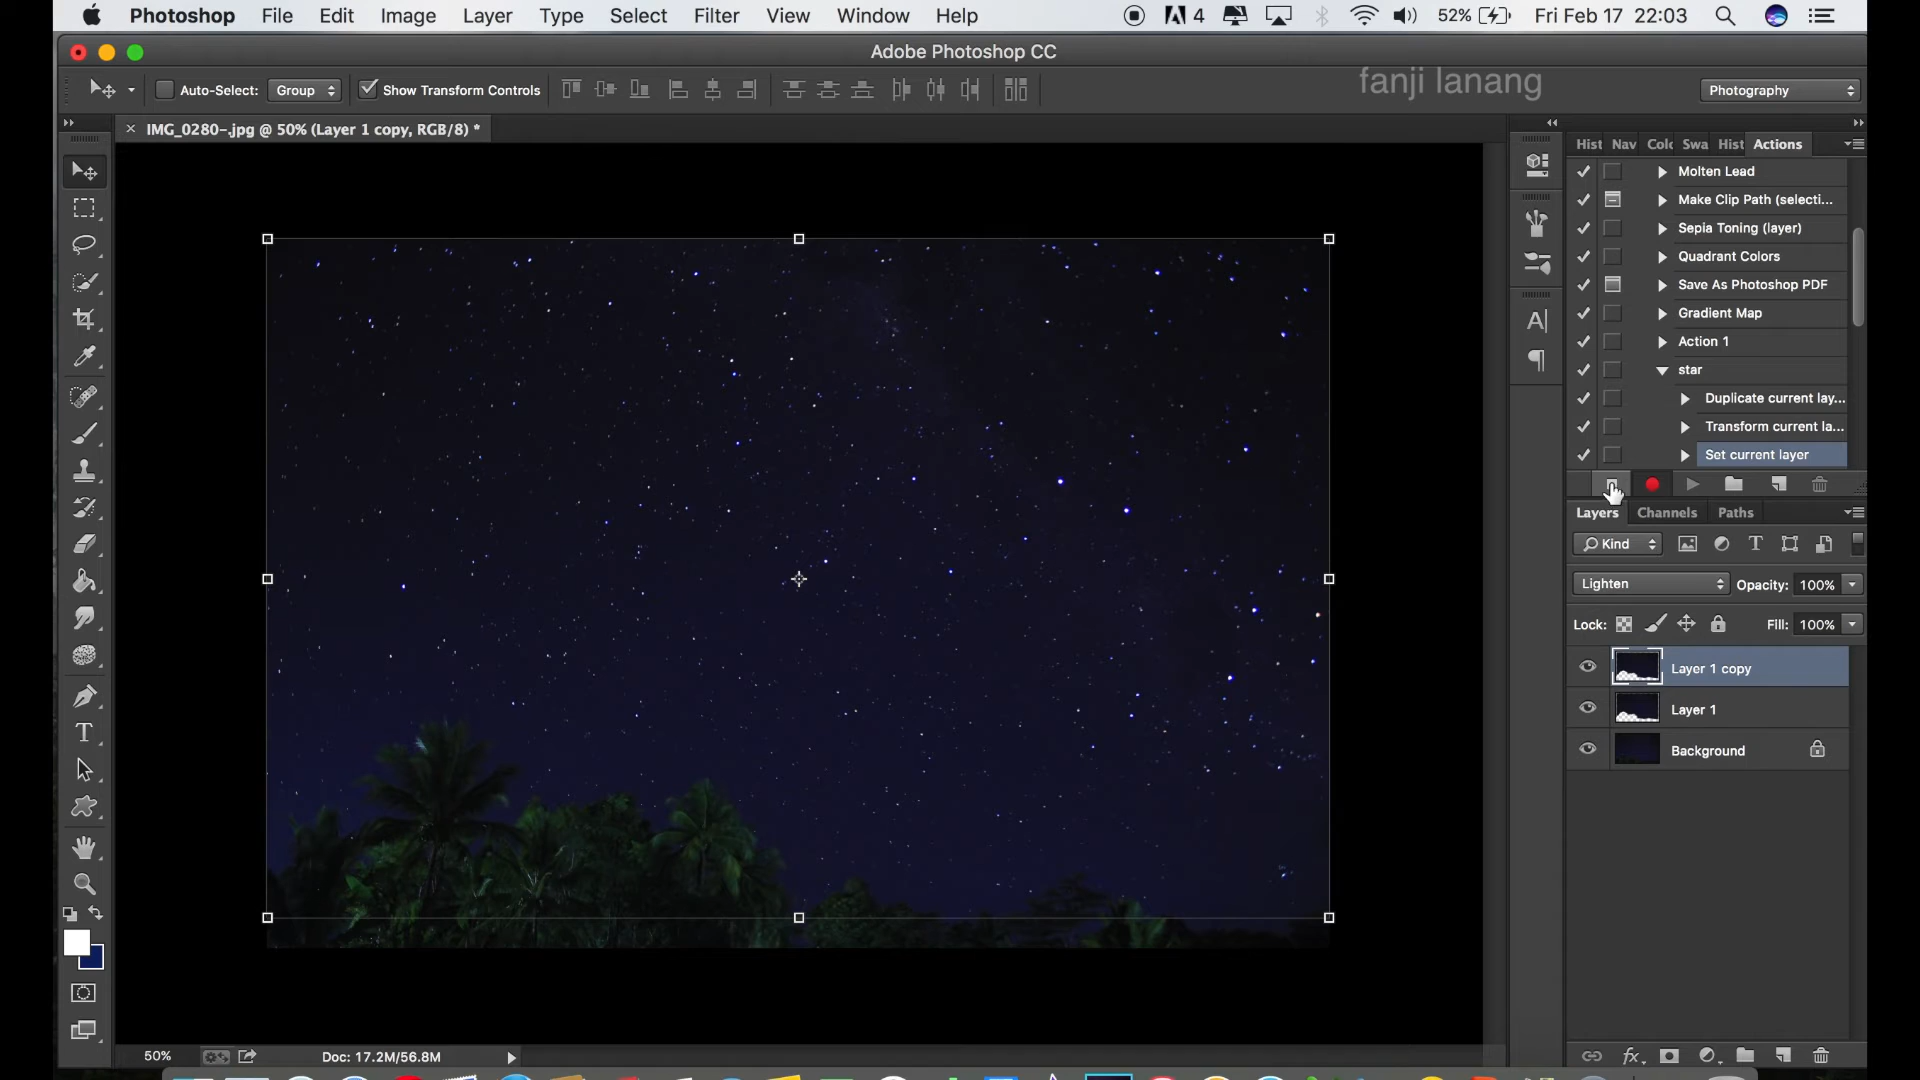 Photoshop File Edit Image Layer Type Select Filter View Window Help 4 52% Fri Feb 17 22:03
Adobe Photoshop CC
fanji lanang
Auto-Select: Group Show Transform Controls Photography
IMG_0280-.jpg @ 50% (Layer 1 copy, RGB/8) *
Hist Nav Colo Swa Hist Actions
Molten Lead
Make Clip Path (selecti...
Sepia Toning (layer)
Quadrant Colors
Save As Photoshop PDF
Gradient Map
Action 1
star
Duplicate current lay...
Transform current la...
Set current layer
Layers Channels Paths
Kind
Lighten Opacity: 100%
Lock: Fill: 100%
Layer 1 copy
Layer 1
Background
50% Doc: 17.2M/56.8M